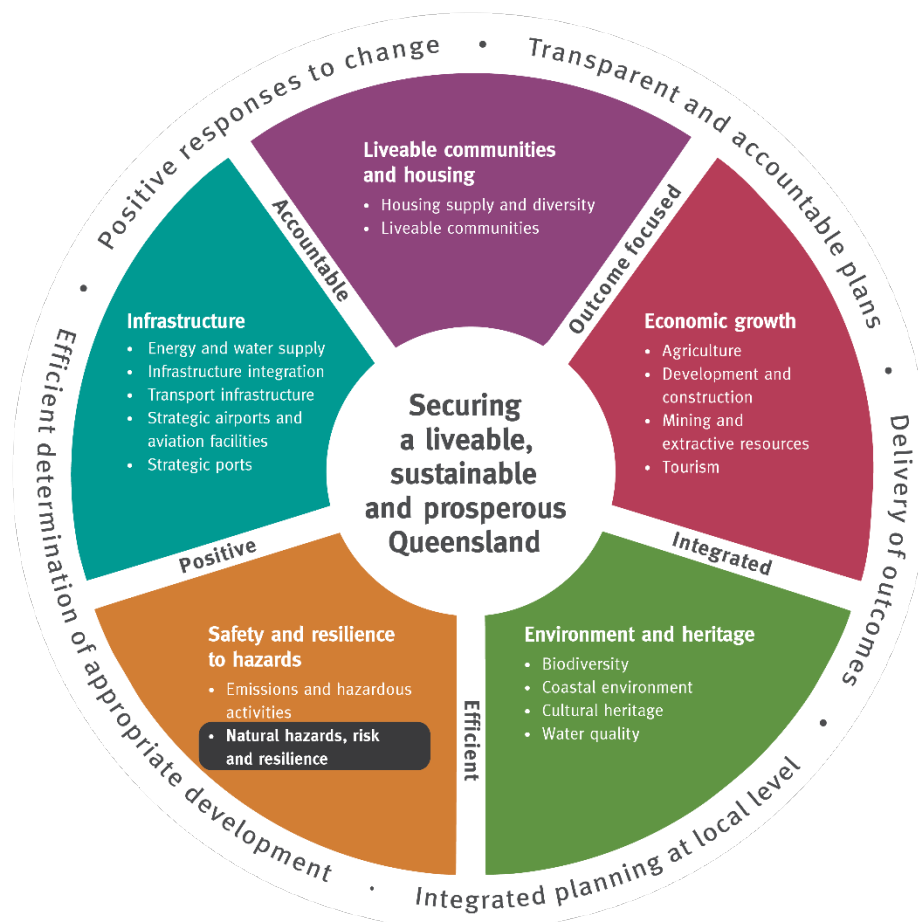 Positive responses to change • Transparent and accountable plans • Delivery of outcomes • Integrated planning at local level • Efficient determination of appropriate development •
Liveable communities
and housing
• Housing supply and diversity
• Liveable communities
Outcome focused
Economic growth
• Agriculture
• Development and
construction
• Mining and
extractive resources
• Tourism
Integrated
Environment and heritage
• Biodiversity
• Coastal environment
• Cultural heritage
• Water quality
Efficient
Safety and resilience
to hazards
• Emissions and hazardous
activities
• Natural hazards, risk
and resilience
Positive
Infrastructure
• Energy and water supply
• Infrastructure integration
• Transport infrastructure
• Strategic airports and
aviation facilities
• Strategic ports
Accountable
Securing
a liveable,
sustainable
and prosperous
Queensland